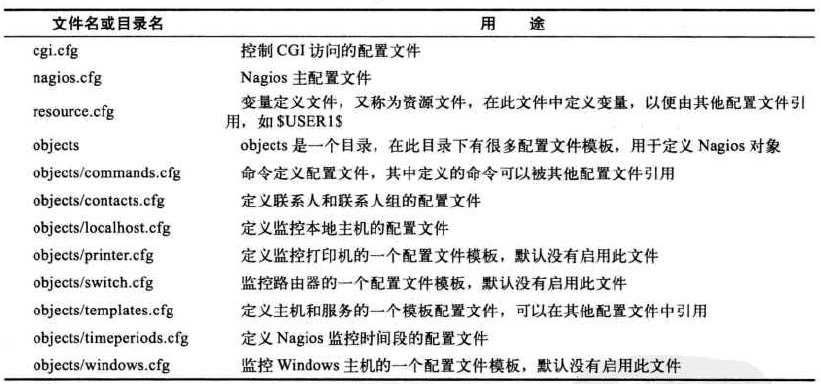 文件名或目录名 用 途
cgi.cfg 控制 CGI 访问的配置文件
nagios.cfg Nagios 主配置文件
resource.cfg 变量定义文件，又称为资源文件，在此文件中定义变量，以便由其他配置文件引
用，如 $USER1$
objects objects 是一个目录，在此目录下有很多配置文件模板，用于定义 Nagios 对象
objects/commands.cfg 命令定义配置文件，其中定义的命令可以被其他配置文件引用
objects/contacts.cfg 定义联系人和联系人组的配置文件
objects/localhost.cfg 定义监控本地主机的配置文件
objects/printer.cfg 定义监控打印机的一个配置文件模板，默认没有启用此文件
objects/switch.cfg 监控路由器的一个配置文件模板，默认没有启用此文件
objects/templates.cfg 定义主机和服务的一个模板配置文件，可以在其他配置文件中引用
objects/timeperiods.cfg 定义 Nagios 监控时间段的配置文件
objects/windows.cfg 监控 Windows 主机的一个配置文件模板，默认没有启用此文件